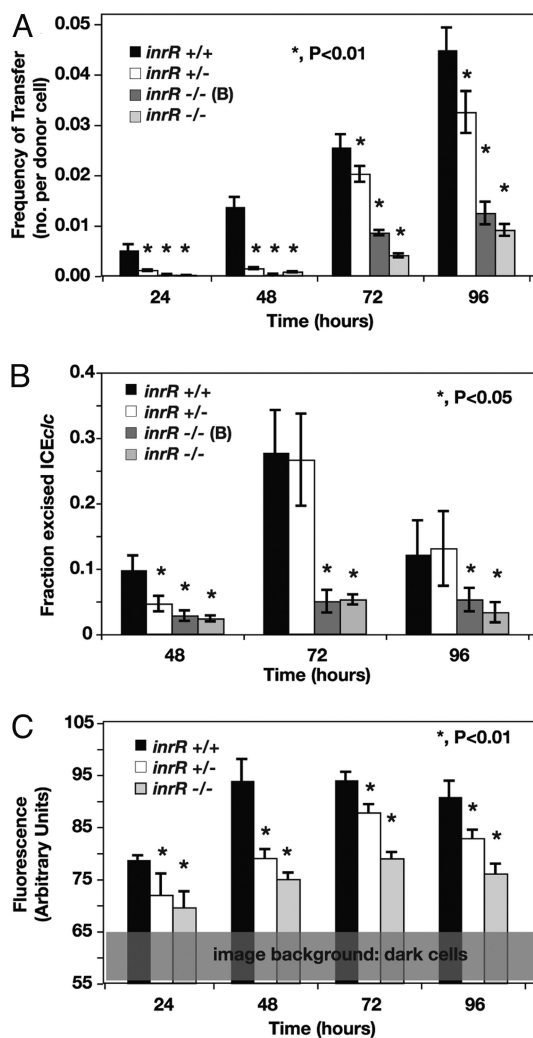 A
0.05
0.04
0.03
0.02
0.01
0.00
Frequency of Transfer
(no. per donor cell)
inrR +/+
inrR +/-
inrR -/- (B)
inrR -/-
*, P<0.01
* * *
* * *
* * *
* * *
24 48 72 96
Time (hours)
B
0.4
0.3
0.2
0.1
0
Fraction excised ICEclc
inrR +/+
inrR +/-
inrR -/- (B)
inrR -/-
*, P<0.05
* * *
* *
* *
48 72 96
Time (hours)
C
105
95
85
75
65
55
Fluorescence
(Arbitrary Units)
inrR +/+
inrR +/-
inrR -/-
*, P<0.01
* *
* *
* *
* *
image background: dark cells
24 48 72 96
Time (hours)